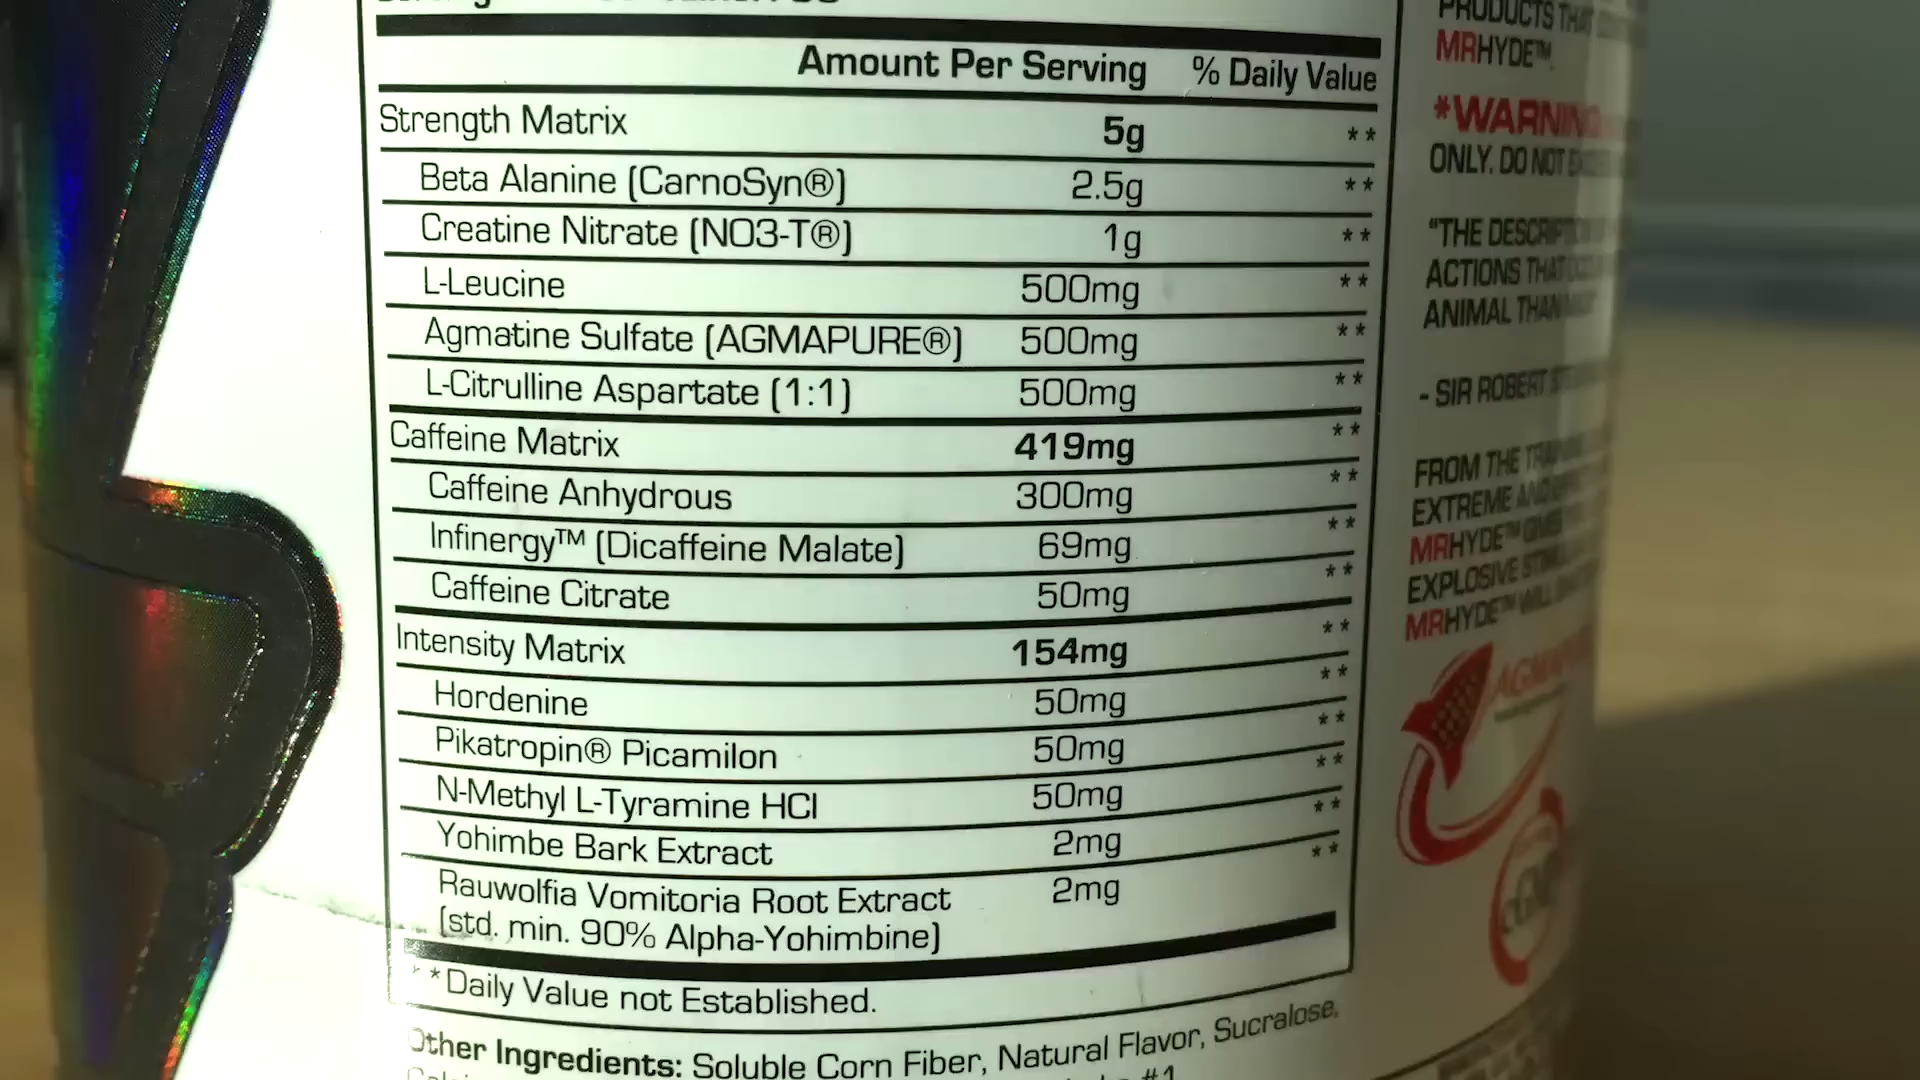 Amount Per Serving % Daily Value
Strength Matrix 5g **
Beta Alanine (CarnoSyn®) 2.5g **
Creatine Nitrate (NO3-T®) 1g **
L-Leucine 500mg **
Agmatine Sulfate (AGMAPURE®) 500mg **
L-Citrulline Aspartate (1:1) 500mg **
Caffeine Matrix 419mg **
Caffeine Anhydrous 300mg **
Infinergy™ (Dicaffeine Malate) 69mg **
Caffeine Citrate 50mg **
Intensity Matrix 154mg **
Hordenine 50mg **
Pikatropin® Picamilon 50mg **
N-Methyl L-Tyramine HCl 50mg **
Yohimbe Bark Extract 2mg **
Rauwolfia Vomitoria Root Extract 2mg **
(std. min. 90% Alpha-Yohimbine)
**Daily Value not Established.
Other Ingredients: Soluble Corn Fiber, Natural Flavor, Sucralose,
#1
PRODUCTS THAT
MRHYDE™.
*WARNING
ONLY. DO NOT
"THE DESCRIPTION
ACTIONS THAT
ANIMAL THAN
- SIR ROBERT
FROM THE
EXTREME AND
MRHYDE™ GIVES
EXPLOSIVE
MRHYDE™ WILL
AGMAPURE